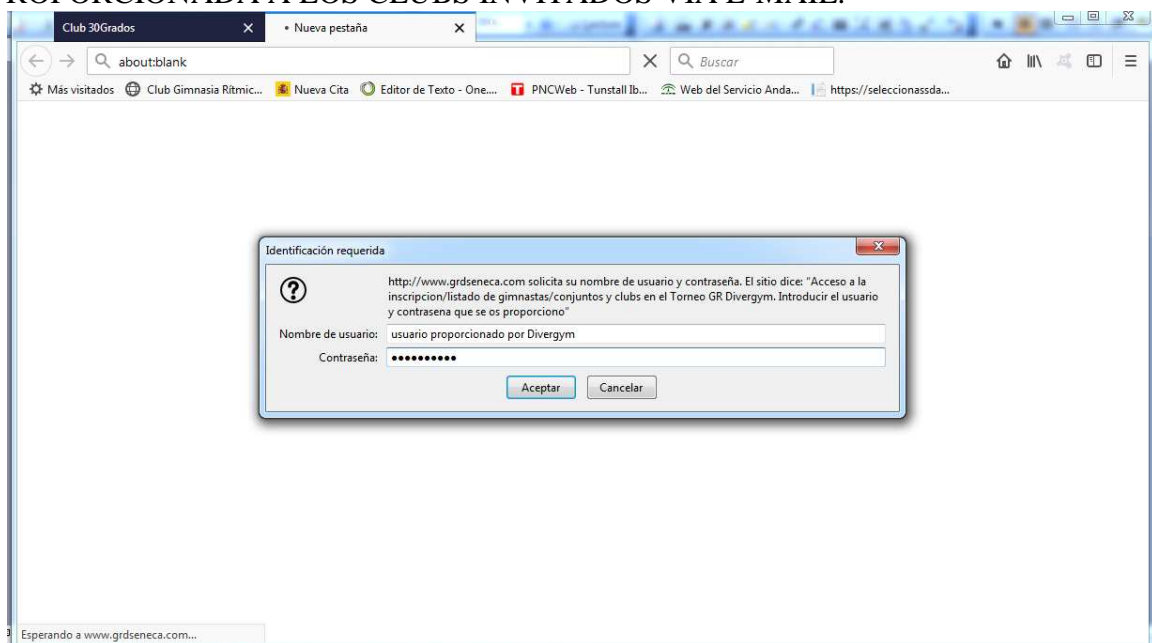 ROPORCIONADA A LOS CLUBS INVITADOS VIA E-MAIL.
Club 30Grados
• Nueva pestaña
about:blank
Buscar
Más visitados
Club Gimnasia Rítmic...
Nueva Cita
Editor de Texto - One....
PNCWeb - Tunstall Ib...
Web del Servicio Anda...
https://seleccionassda...
Identificación requerida
http://www.grdseneca.com solicita su nombre de usuario y contraseña. El sitio dice: "Acceso a la
inscripcion/listado de gimnastas/conjuntos y clubs en el Torneo GR Divergym. Introducir el usuario
y contrasena que se os proporciono"
Nombre de usuario: usuario proporcionado por Divergym
Contraseña: ●●●●●●●●●●
Aceptar
Cancelar
Esperando a www.grdseneca.com...